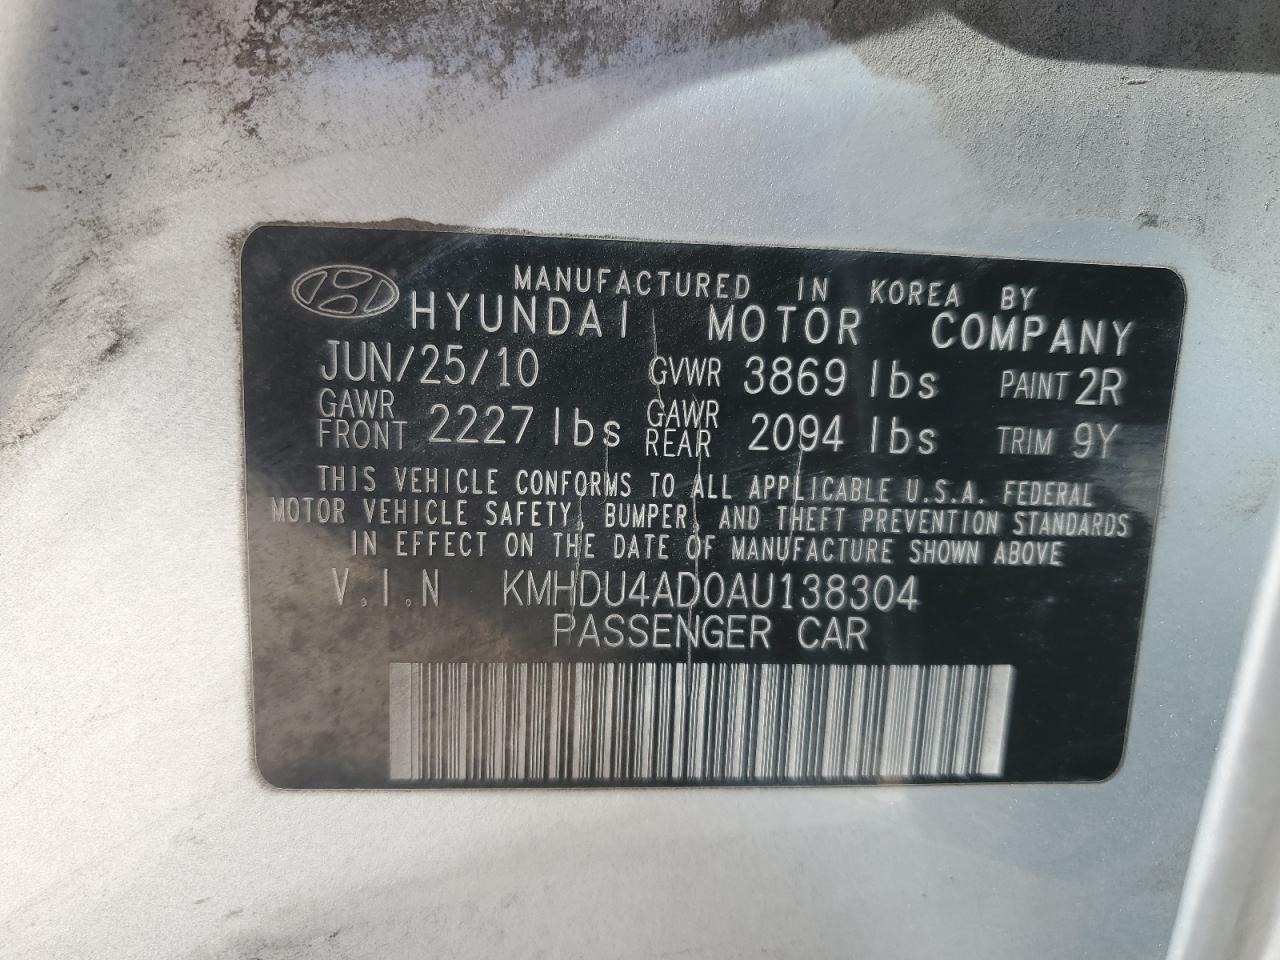 MANUFACTURED IN KOREA BY
HYUNDAI MOTOR COMPANY
JUN/25/10 GVWR 3869 lbs PAINT 2R
GAWR FRONT 2227 lbs GAWR REAR 2094 lbs TRIM 9Y
THIS VEHICLE CONFORMS TO ALL APPLICABLE U.S.A. FEDERAL
MOTOR VEHICLE SAFETY, BUMPER, AND THEFT PREVENTION STANDARDS
IN EFFECT ON THE DATE OF MANUFACTURE SHOWN ABOVE
V.I.N KMHDU4AD0AU138304
PASSENGER CAR